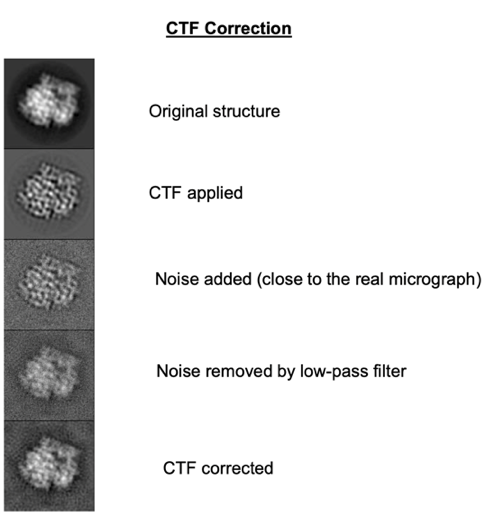 CTF Correction
Original structure
CTF applied
Noise added (close to the real micrograph)
Noise removed by low-pass filter
CTF corrected